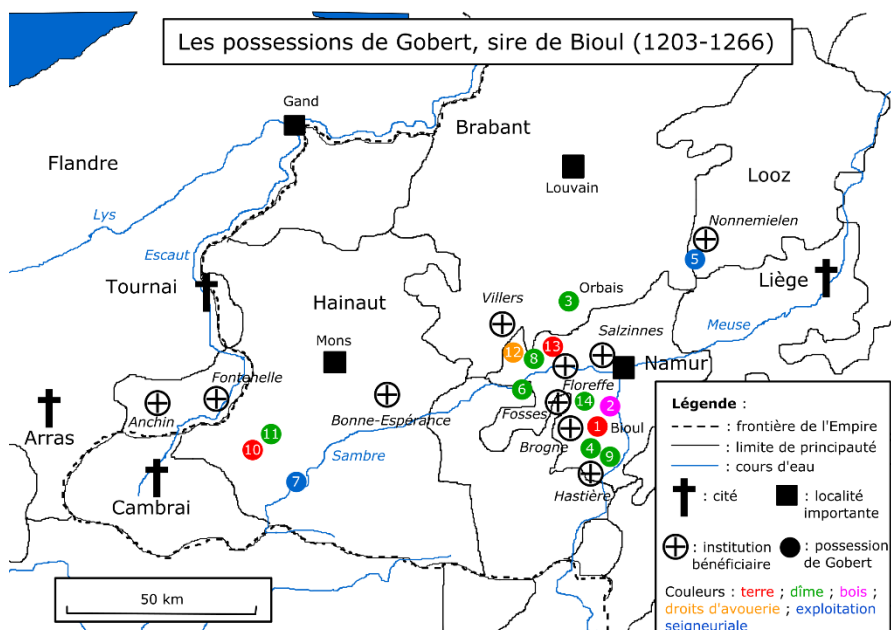 Les possessions de Gobert, sire de Bioul (1203-1266)
Gand
Brabant
Flandre
Louvain
Looz
Lys
Nonnemielen
Escaut
5
Tournai
Liège
Hainaut
Villers
3
Orbais
Meuse
Salzinnes
Mons
12
8
13
Namur
Fontenelle
6
Floreffe
Anchin
Bonne-Espérance
Fosses
14
2
Arras
11
1
Bioul
10
Brogne
4
9
Sambre
Cambrai
7
Hastière
50 km
Légende :
: frontière de l'Empire
: limite de principauté
: cours d'eau
: cité
: localité
importante
: institution
bénéficiaire
: possession
de Gobert
Couleurs : terre ; dîme ; bois ;
droits d'avouerie ; exploitation
seigneuriale